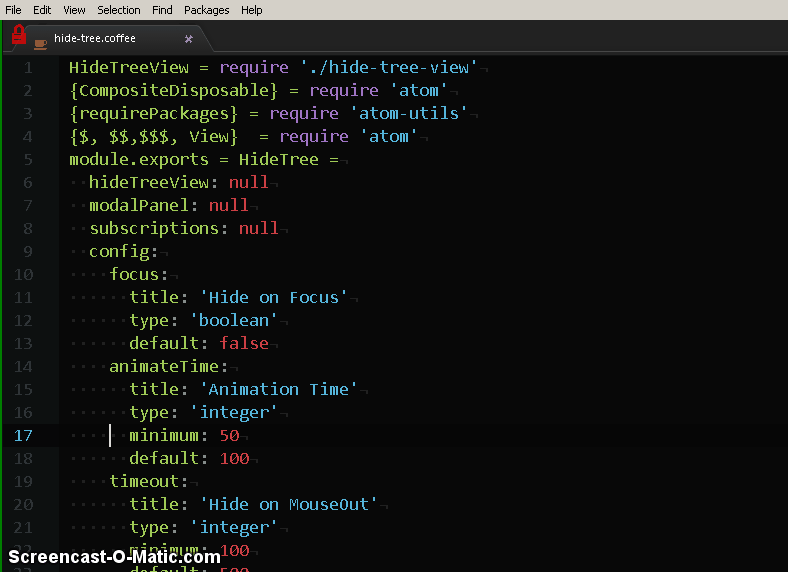 File Edit View Selection Find Packages Help
hide-tree.coffee
1 HideTreeView = require './hide-tree-view'
2 {CompositeDisposable} = require 'atom'
3 {requirePackages} = require 'atom-utils'
4 {$, $$,$$$, View}  = require 'atom'
5 module.exports = HideTree =
6   hideTreeView: null
7   modalPanel: null
8   subscriptions: null
9   config:
10     focus:
11       title: 'Hide on Focus'
12       type: 'boolean'
13       default: false
14     animateTime:
15       title: 'Animation Time'
16       type: 'integer'
17       minimum: 50
18       default: 100
19     timeout:
20       title: 'Hide on MouseOut'
21       type: 'integer'
22       minimum: 100
Screencast-O-Matic.com
default: 500